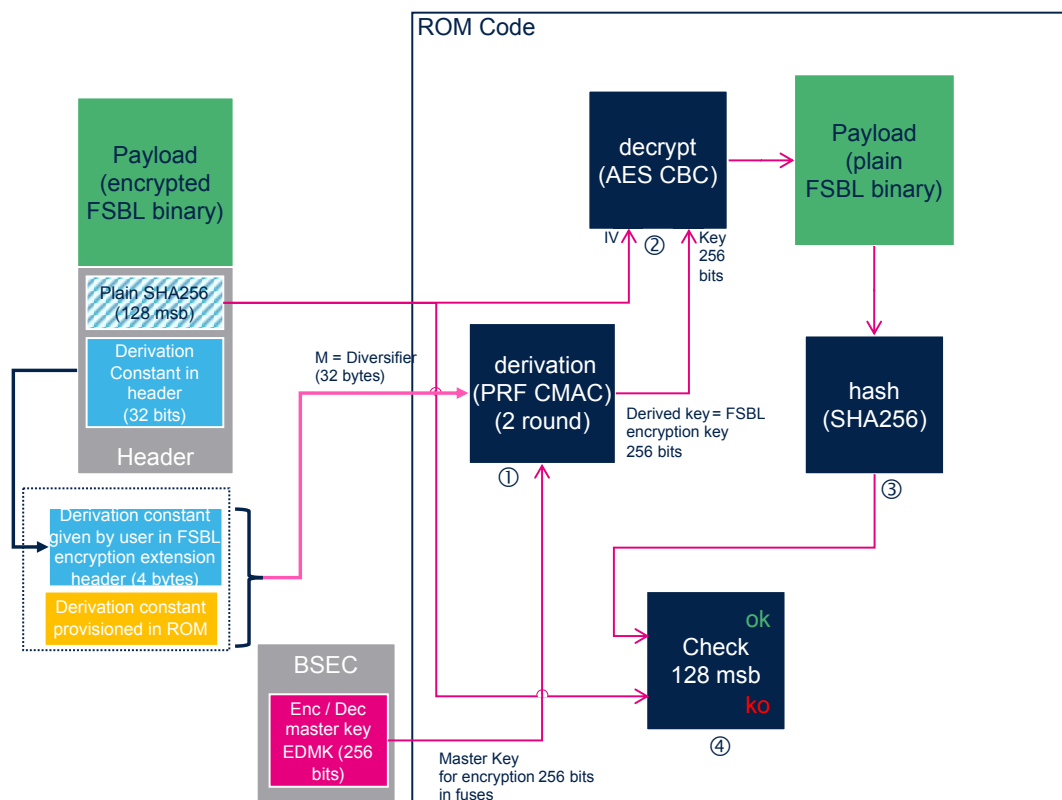 ROM Code
Payload
(encrypted
FSBL binary)
Plain SHA256
(128 msb)
Derivation
Constant in
header
(32 bits)
Header
Derivation constant
given by user in FSBL
encryption extension
header (4 bytes)
Derivation constant
provisioned in ROM
BSEC
Enc / Dec
master key
EDMK (256
bits)
M = Diversifier
(32 bytes)
decrypt
(AES CBC)
IV
②
Key
256
bits
Payload
(plain
FSBL binary)
derivation
(PRF CMAC)
(2 round)
①
Derived key = FSBL
encryption key
256 bits
hash
(SHA256)
③
ok
Check
128 msb
ko
④
Master Key
for encryption 256 bits
in fuses